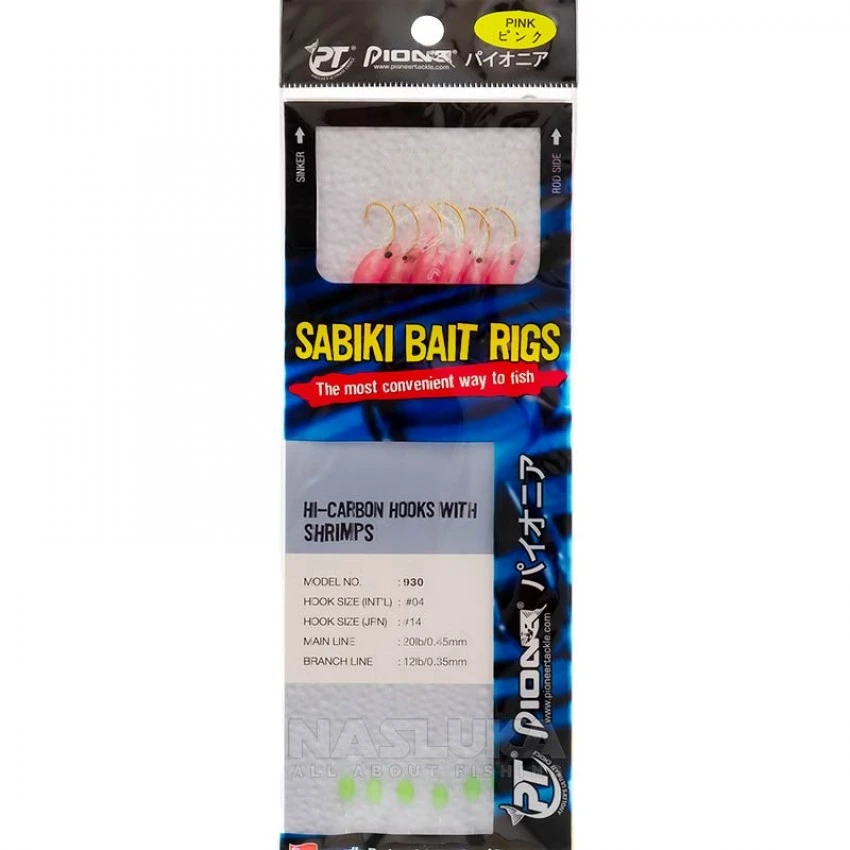 PINK
ピンク
PT® PIONEER® パイオニア
www.pioneertackle.com
SINKER
ROD SIDE
SABIKI BAIT RIGS
The most convenient way to fish
HI-CARBON HOOKS WITH
SHRIMPS
MODEL NO. : 930
HOOK SIZE (INT'L) : #04
HOOK SIZE (JPN) : #14
MAIN LINE : 20lb/0.45mm
BRANCH LINE : 12lb/0.35mm
PT® PIONEER® パイオニア
www.pioneertackle.com
NASLUKA
ALL ABOUT FISHING